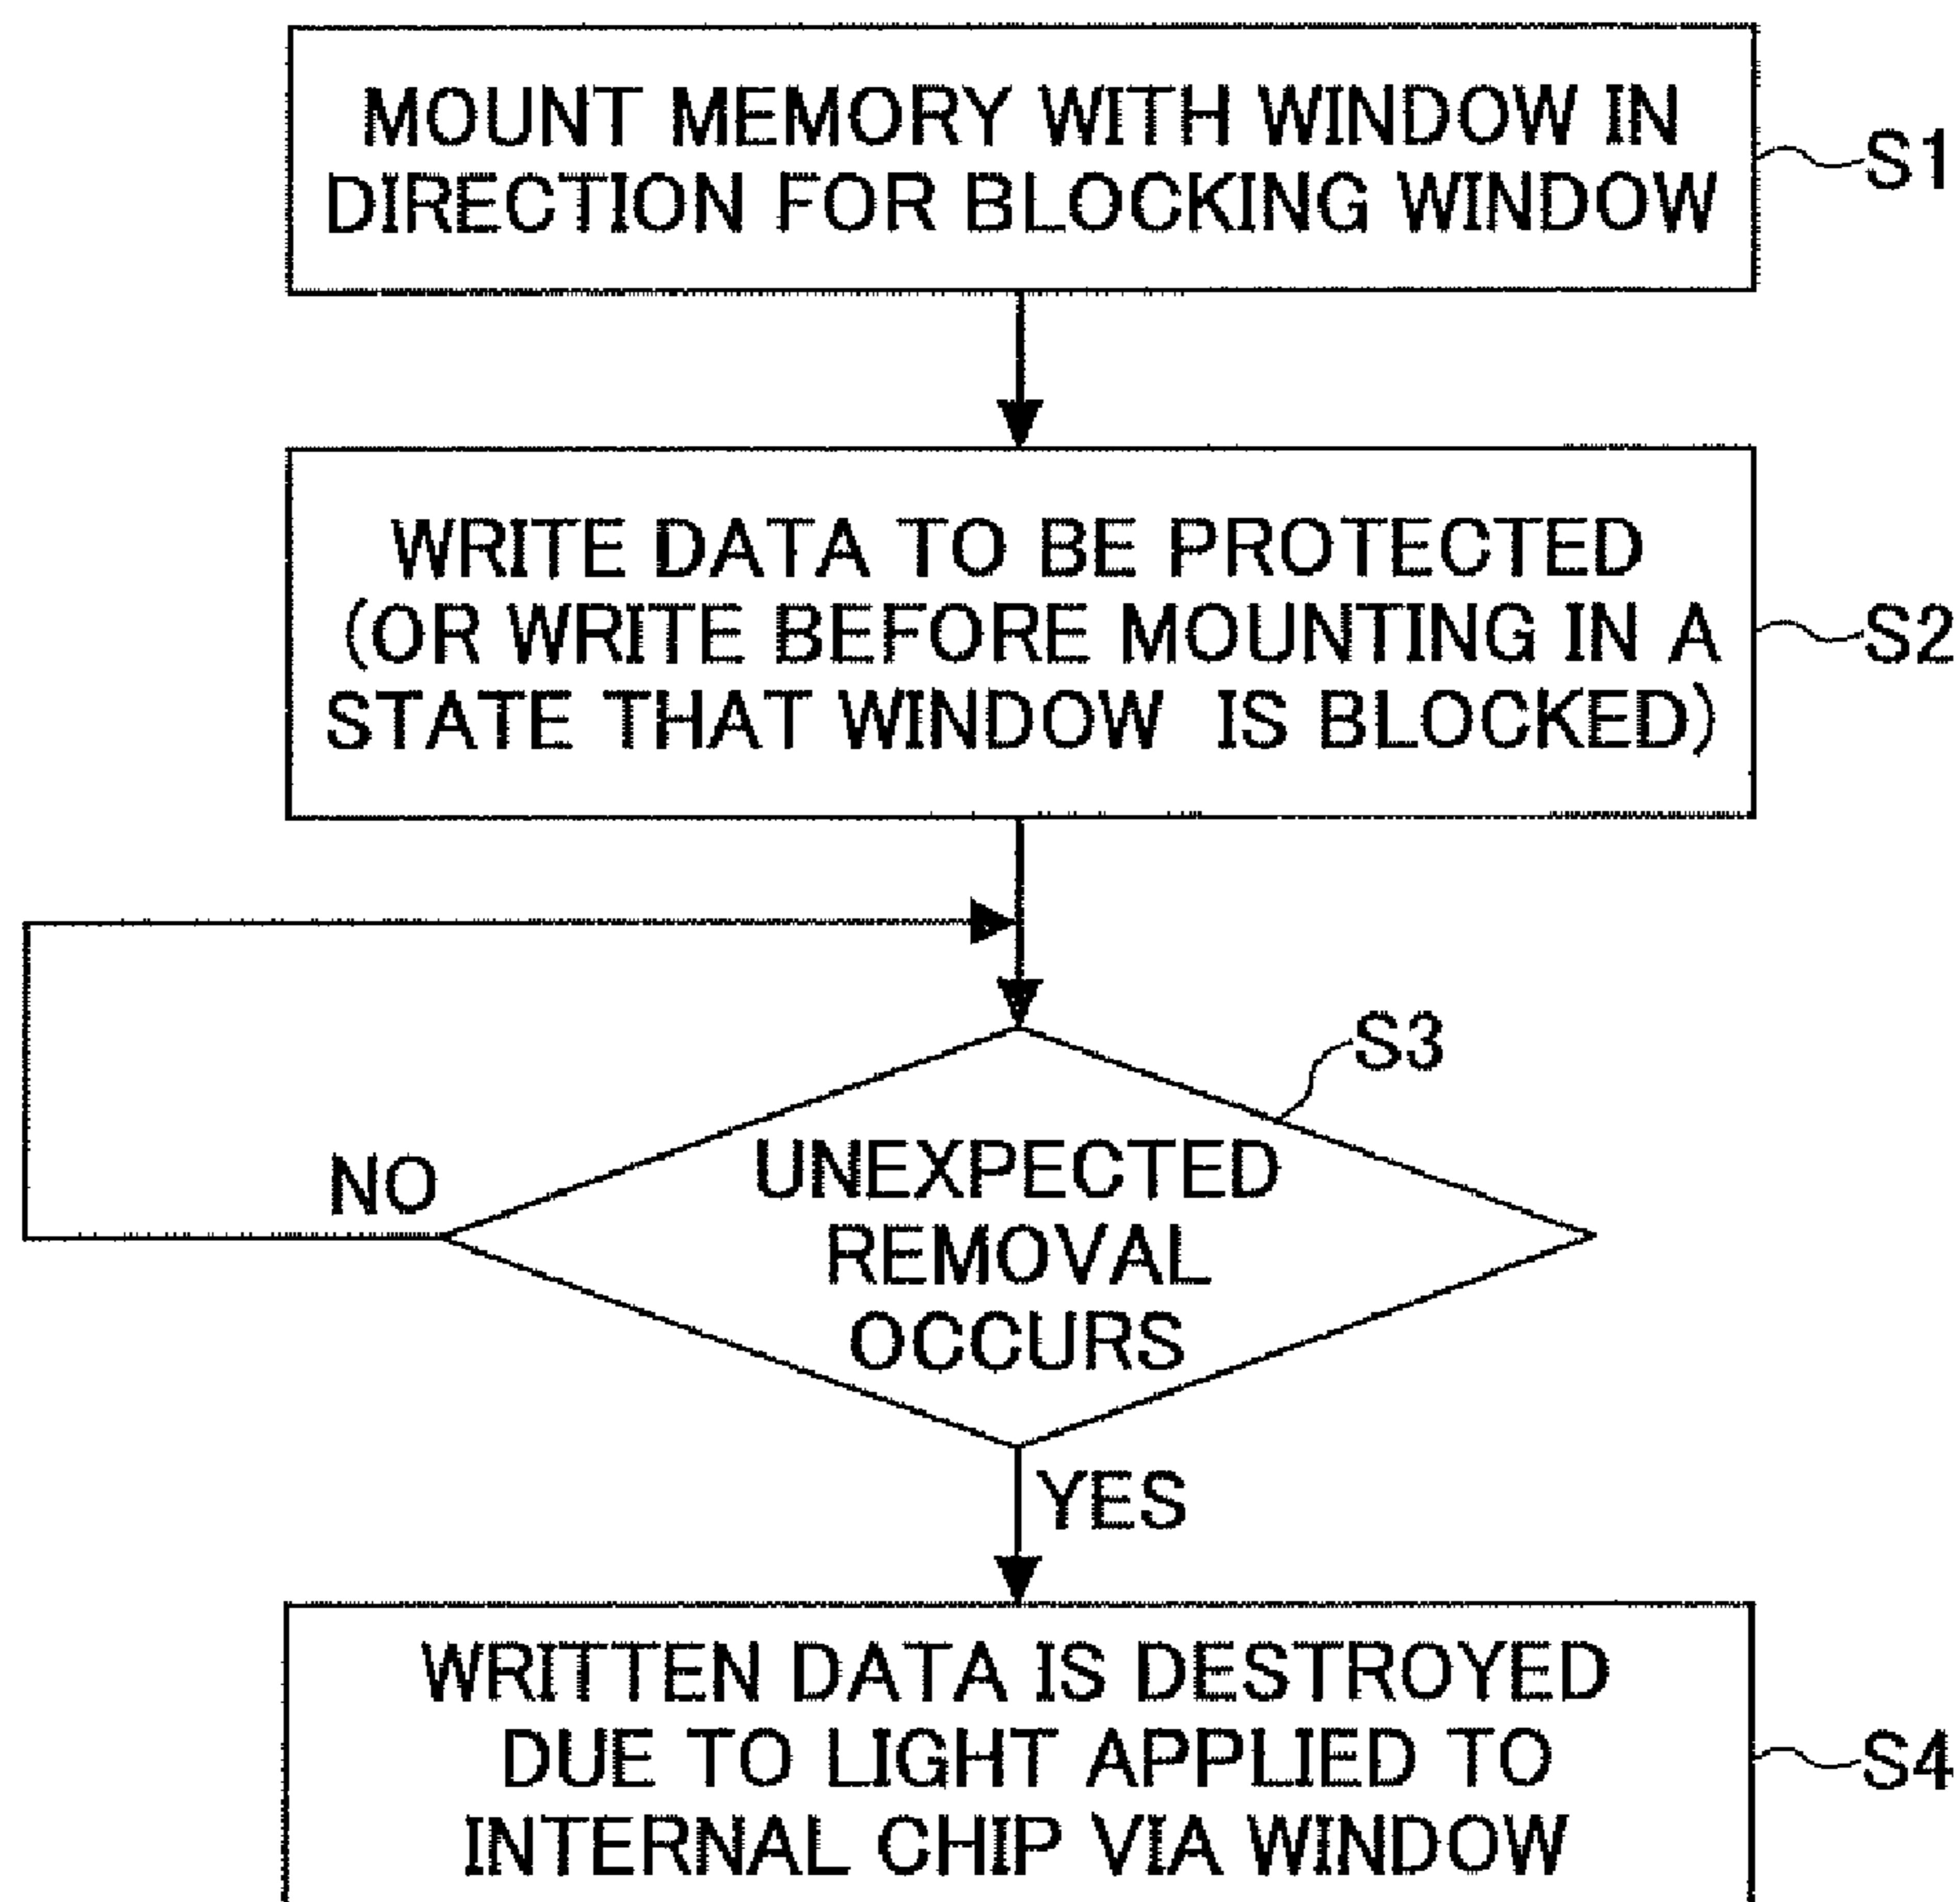 MOUNT MEMORY WITH WINDOW IN
DIRECTION FOR BLOCKING WINDOW
S1
WRITE DATA TO BE PROTECTED
(OR WRITE BEFORE MOUNTING IN A
STATE THAT WINDOW IS BLOCKED)
S2
S3
UNEXPECTED
REMOVAL
OCCURS
NO
YES
WRITTEN DATA IS DESTROYED
DUE TO LIGHT APPLIED TO
INTERNAL CHIP VIA WINDOW
S4